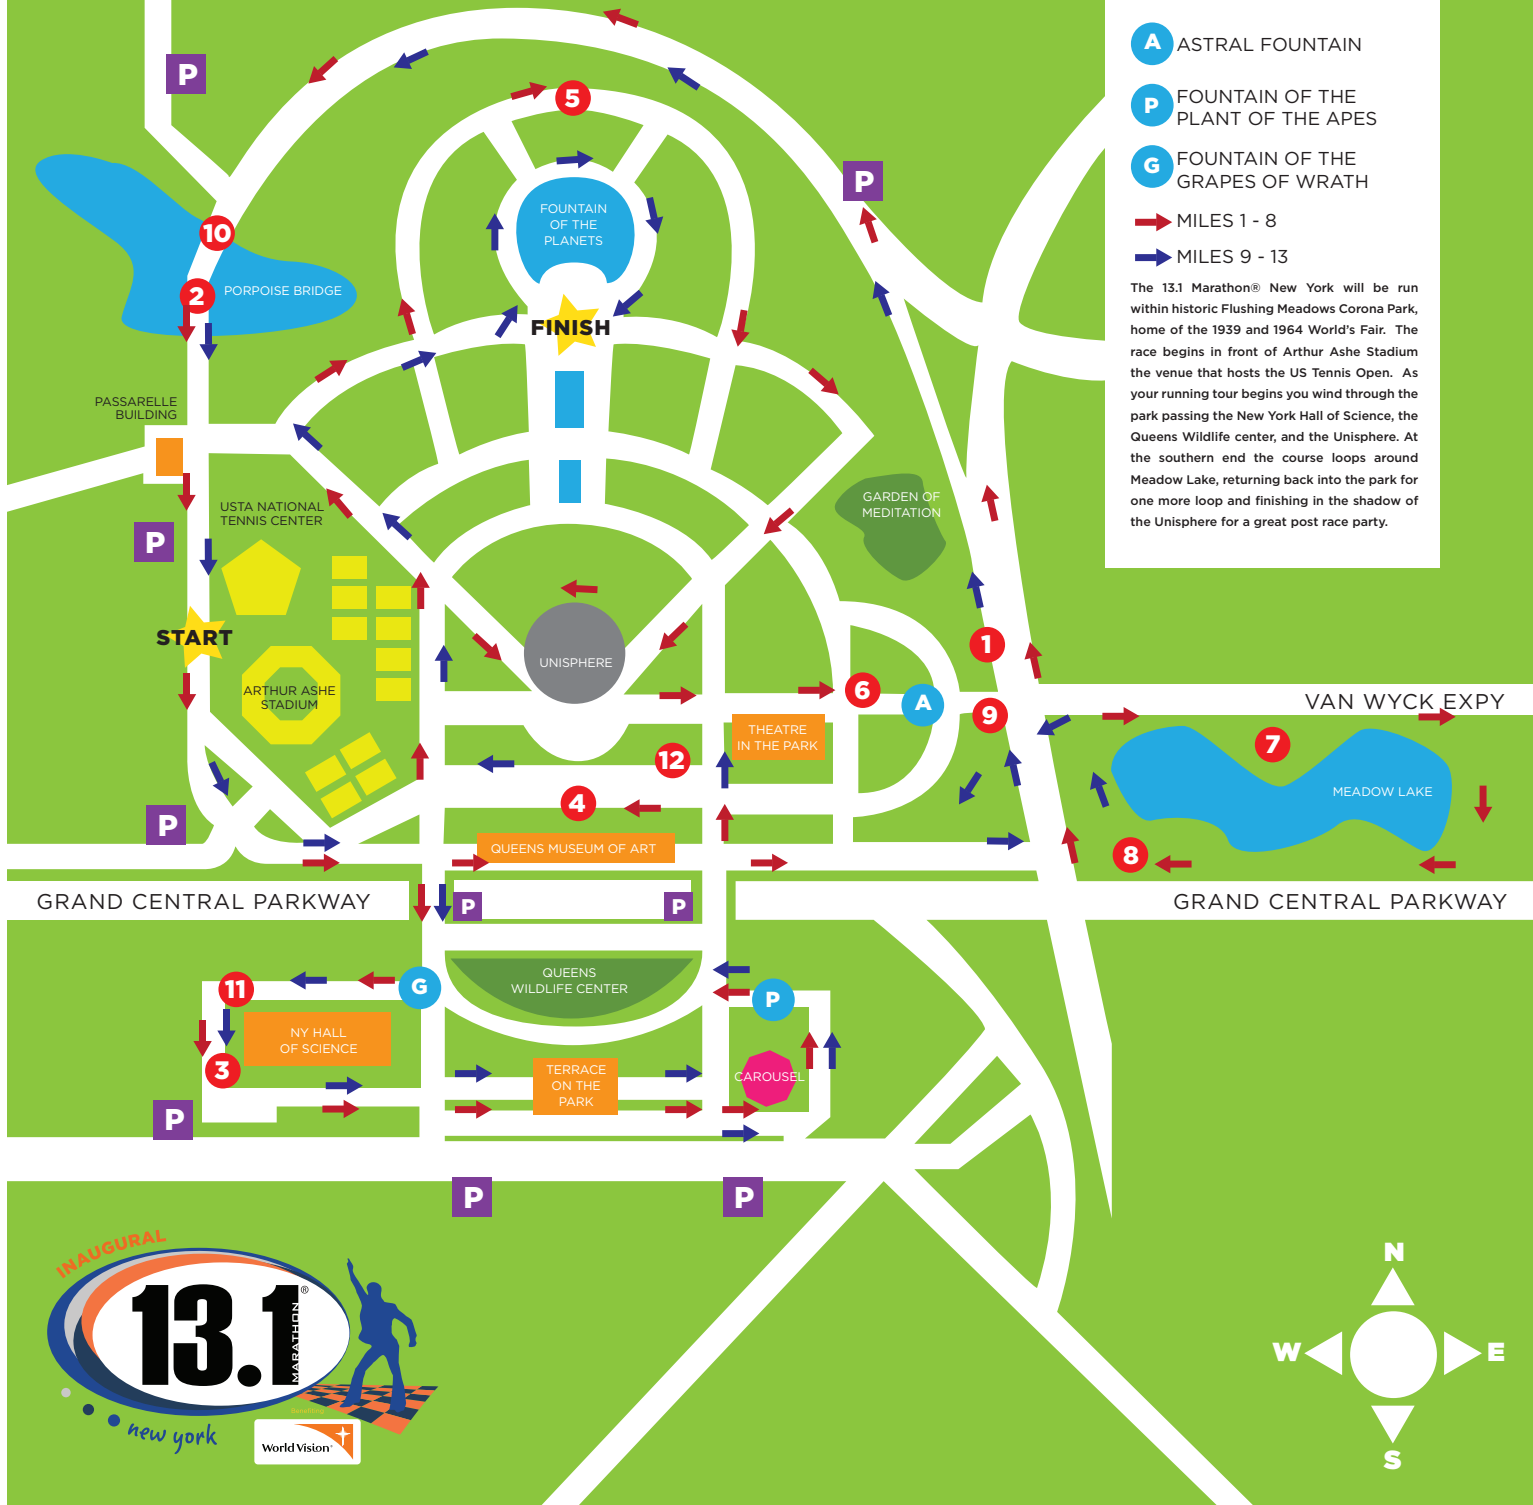 A ASTRAL FOUNTAIN
P FOUNTAIN OF THE
PLANT OF THE APES
G FOUNTAIN OF THE
GRAPES OF WRATH
MILES 1 - 8
MILES 9 - 13
The 13.1 Marathon® New York will be run
within historic Flushing Meadows Corona Park,
home of the 1939 and 1964 World's Fair. The
race begins in front of Arthur Ashe Stadium
the venue that hosts the US Tennis Open. As
your running tour begins you wind through the
park passing the New York Hall of Science, the
Queens Wildlife center, and the Unisphere. At
the southern end the course loops around
Meadow Lake, returning back into the park for
one more loop and finishing in the shadow of
the Unisphere for a great post race party.
P
5
P
10
FOUNTAIN
OF THE
PLANETS
2
PORPOISE BRIDGE
FINISH
PASSARELLE
BUILDING
USTA NATIONAL
TENNIS CENTER
GARDEN OF
MEDITATION
P
START
1
UNISPHERE
ARTHUR ASHE
STADIUM
6
A
9
VAN WYCK EXPY
THEATRE
IN THE PARK
7
12
MEADOW LAKE
4
P
QUEENS MUSEUM OF ART
8
GRAND CENTRAL PARKWAY
P
P
GRAND CENTRAL PARKWAY
11
G
QUEENS
WILDLIFE CENTER
P
NY HALL
OF SCIENCE
3
TERRACE
ON THE
PARK
CAROUSEL
P
P
P
INAUGURAL
13.1®
MARATHON
new york
Benefiting
World Vision®
N
W
E
S